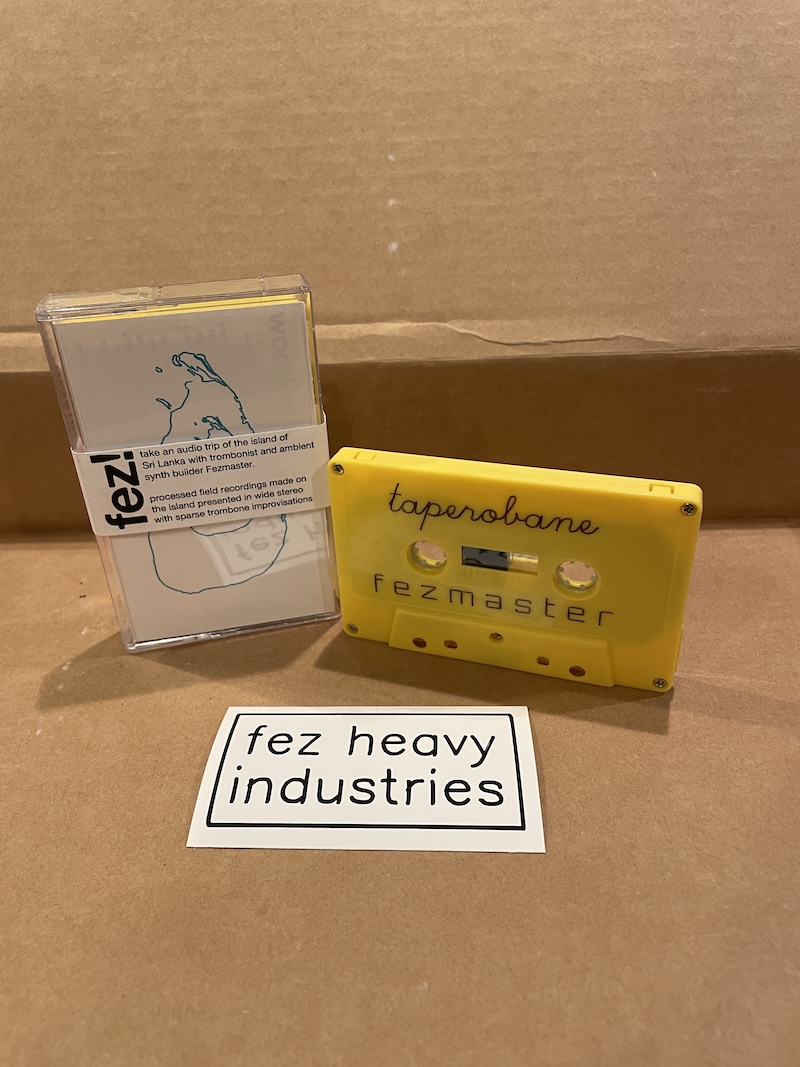 fez!
take an audio trip of the island of
Sri Lanka with trombonist and ambient
synth builder Fezmaster.
processed field recordings made on
the island presented in wide stereo
with sparse trombone improvisations
taperobane
fezmaster
fez heavy
industries